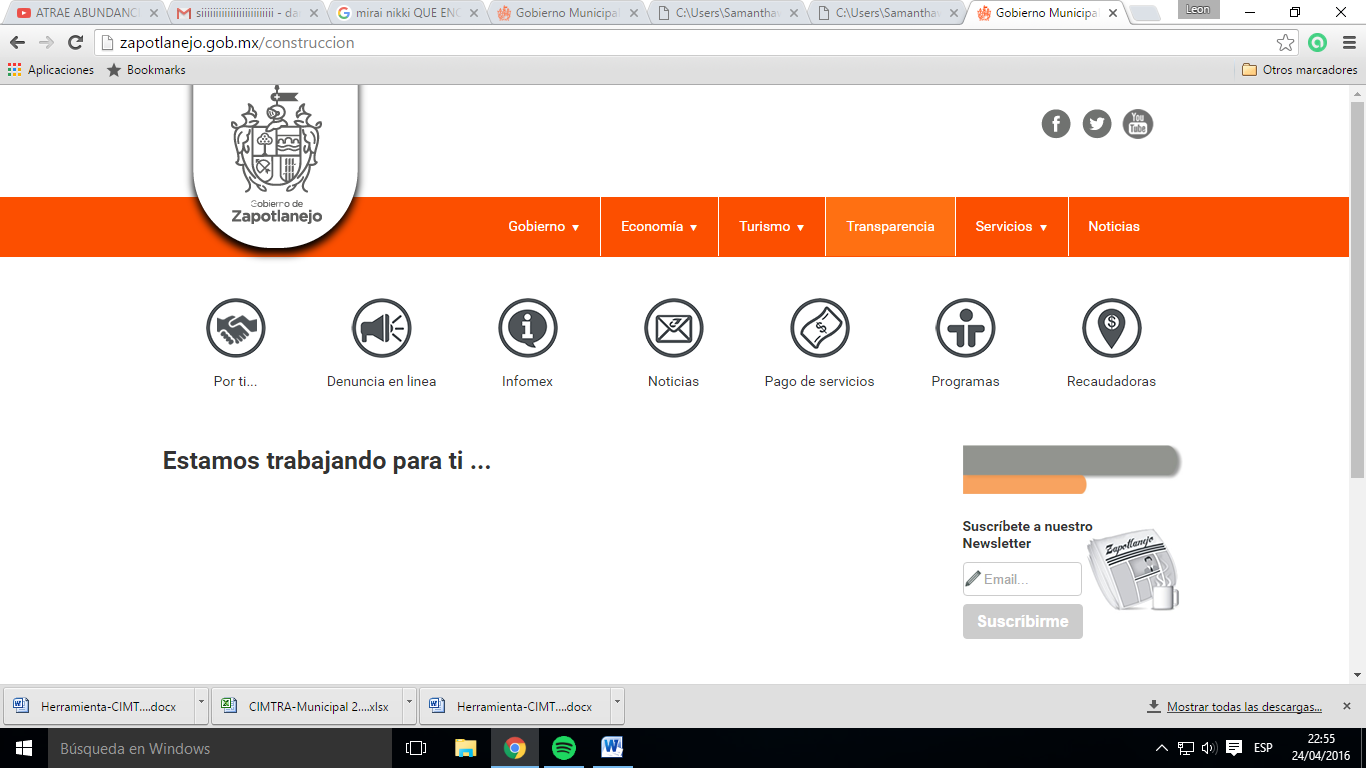 ATRAE ABUNDANC
siiiiiiiiiiiiiiiiiiiiiiiiii - da
mirai nikki QUE ENC
Gobierno Municipal
C:\Users\Samantha
C:\Users\Samantha
Gobierno Municipal
Leon
zapotlanejo.gob.mx/construccion
Aplicaciones
Bookmarks
Otros marcadores
Gobierno de
Zapotlanejo
You
Tube
Gobierno ▼
Economía ▼
Turismo ▼
Transparencia
Servicios ▼
Noticias
Por ti...
Denuncia en linea
Infomex
Noticias
Pago de servicios
Programas
Recaudadoras
Estamos trabajando para ti ...
Suscríbete a nuestro
Newsletter
Zapotlanejo
Email...
Suscribirme
Herramienta-CIMT....docx
CIMTRA-Municipal 2....xlsx
Herramienta-CIMT....docx
Mostrar todas las descargas...
Búsqueda en Windows
ESP
22:55
24/04/2016